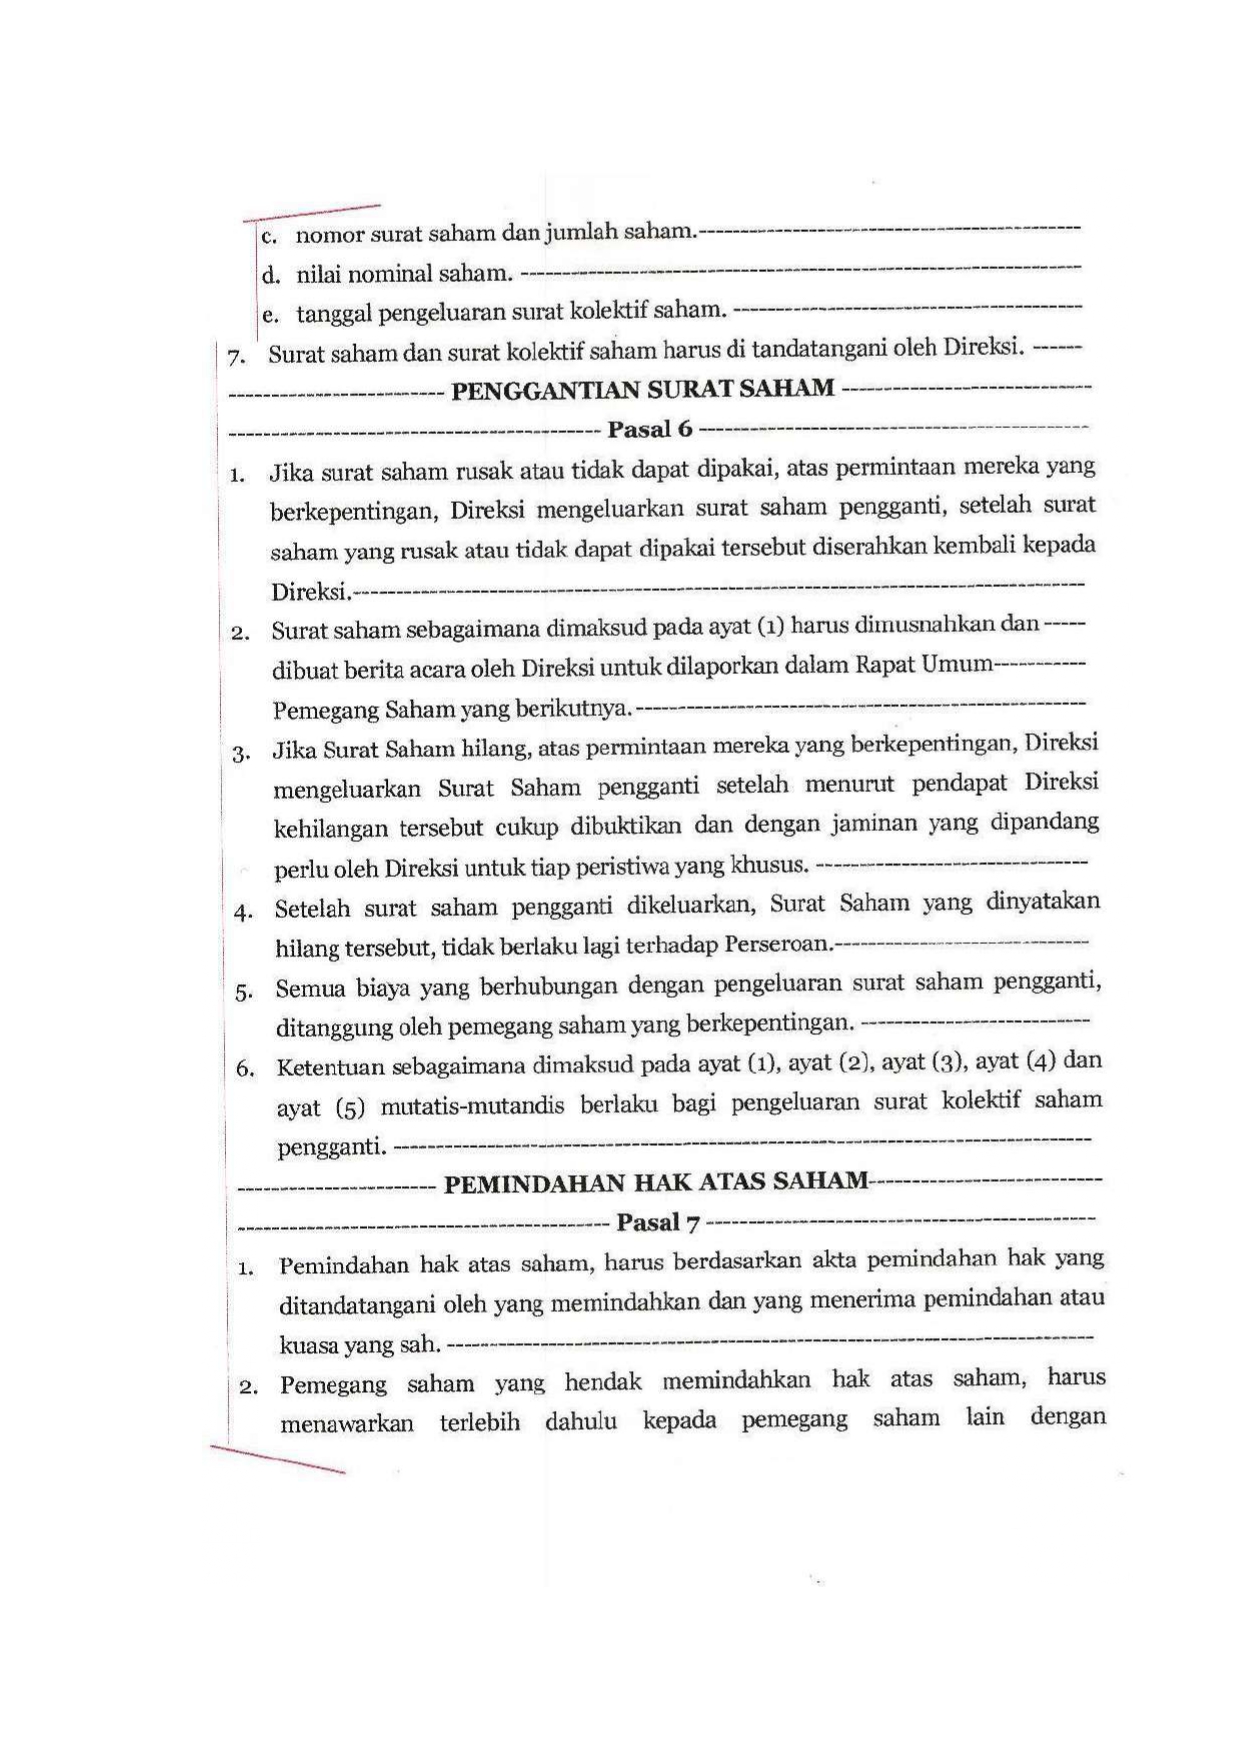 c. nomor surat saham dan jumlah saham.---------------------------------------------
d. nilai nominal saham. -----------------------------------------------------------------
e. tanggal pengeluaran surat kolektif saham. -----------------------------------------
7. Surat saham dan surat kolektif saham harus di tandatangani oleh Direksi. ------
-------------------------- PENGGANTIAN SURAT SAHAM ------------------------------
-------------------------------------------- Pasal 6 ----------------------------------------------
1. Jika surat saham rusak atau tidak dapat dipakai, atas permintaan mereka yang
berkepentingan, Direksi mengeluarkan surat saham pengganti, setelah surat
saham yang rusak atau tidak dapat dipakai tersebut diserahkan kembali kepada
Direksi.--------------------------------------------------------------------------------------
2. Surat saham sebagaimana dimaksud pada ayat (1) harus dimusnahkan dan -----
dibuat berita acara oleh Direksi untuk dilaporkan dalam Rapat Umum-----------
Pemegang Saham yang berikutnya. -----------------------------------------------------
3. Jika Surat Saham hilang, atas permintaan mereka yang berkepentingan, Direksi
mengeluarkan Surat Saham pengganti setelah menurut pendapat Direksi
kehilangan tersebut cukup dibuktikan dan dengan jaminan yang dipandang
perlu oleh Direksi untuk tiap peristiwa yang khusus. --------------------------------
4. Setelah surat saham pengganti dikeluarkan, Surat Saham yang dinyatakan
hilang tersebut, tidak berlaku lagi terhadap Perseroan.------------------------------
5. Semua biaya yang berhubungan dengan pengeluaran surat saham pengganti,
ditanggung oleh pemegang saham yang berkepentingan. ---------------------------
6. Ketentuan sebagaimana dimaksud pada ayat (1), ayat (2), ayat (3), ayat (4) dan
ayat (5) mutatis-mutandis berlaku bagi pengeluaran surat kolektif saham
pengganti. ----------------------------------------------------------------------------------
------------------------ PEMINDAHAN HAK ATAS SAHAM----------------------------
-------------------------------------------- Pasal 7 ----------------------------------------------
1. Pemindahan hak atas saham, harus berdasarkan akta pemindahan hak yang
ditandatangani oleh yang memindahkan dan yang menerima pemindahan atau
kuasa yang sah. ----------------------------------------------------------------------------
2. Pemegang saham yang hendak memindahkan hak atas saham, harus
menawarkan terlebih dahulu kepada pemegang saham lain dengan